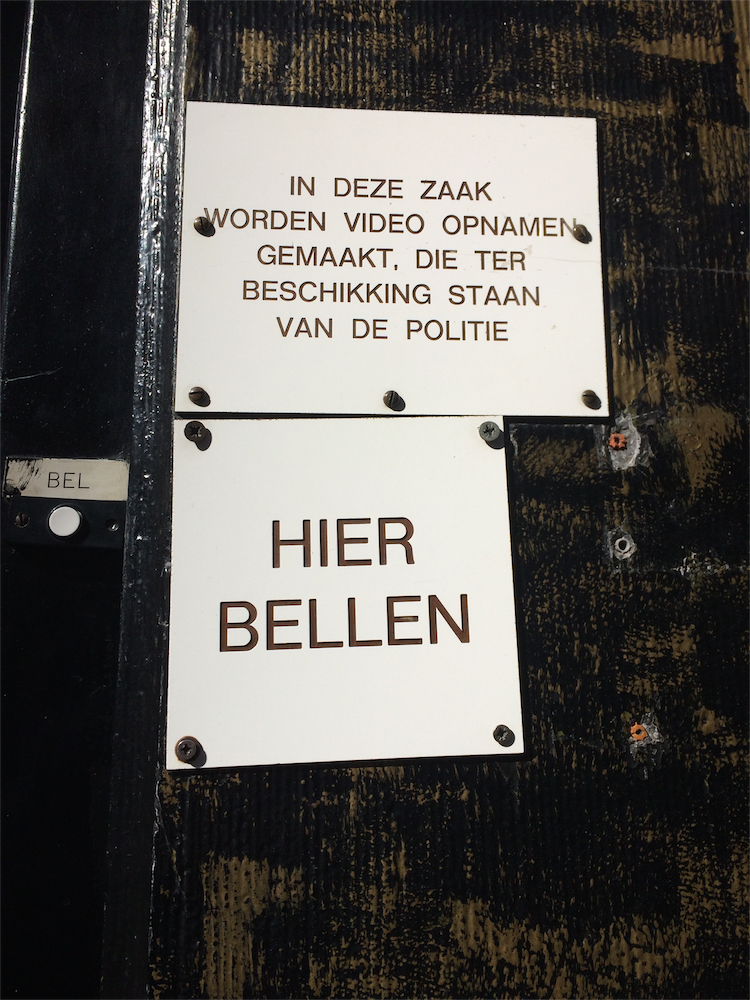 IN DEZE ZAAK
WORDEN VIDEO OPNAMEN
GEMAAKT, DIE TER
BESCHIKKING STAAN
VAN DE POLITIE
BEL
HIER
BELLEN